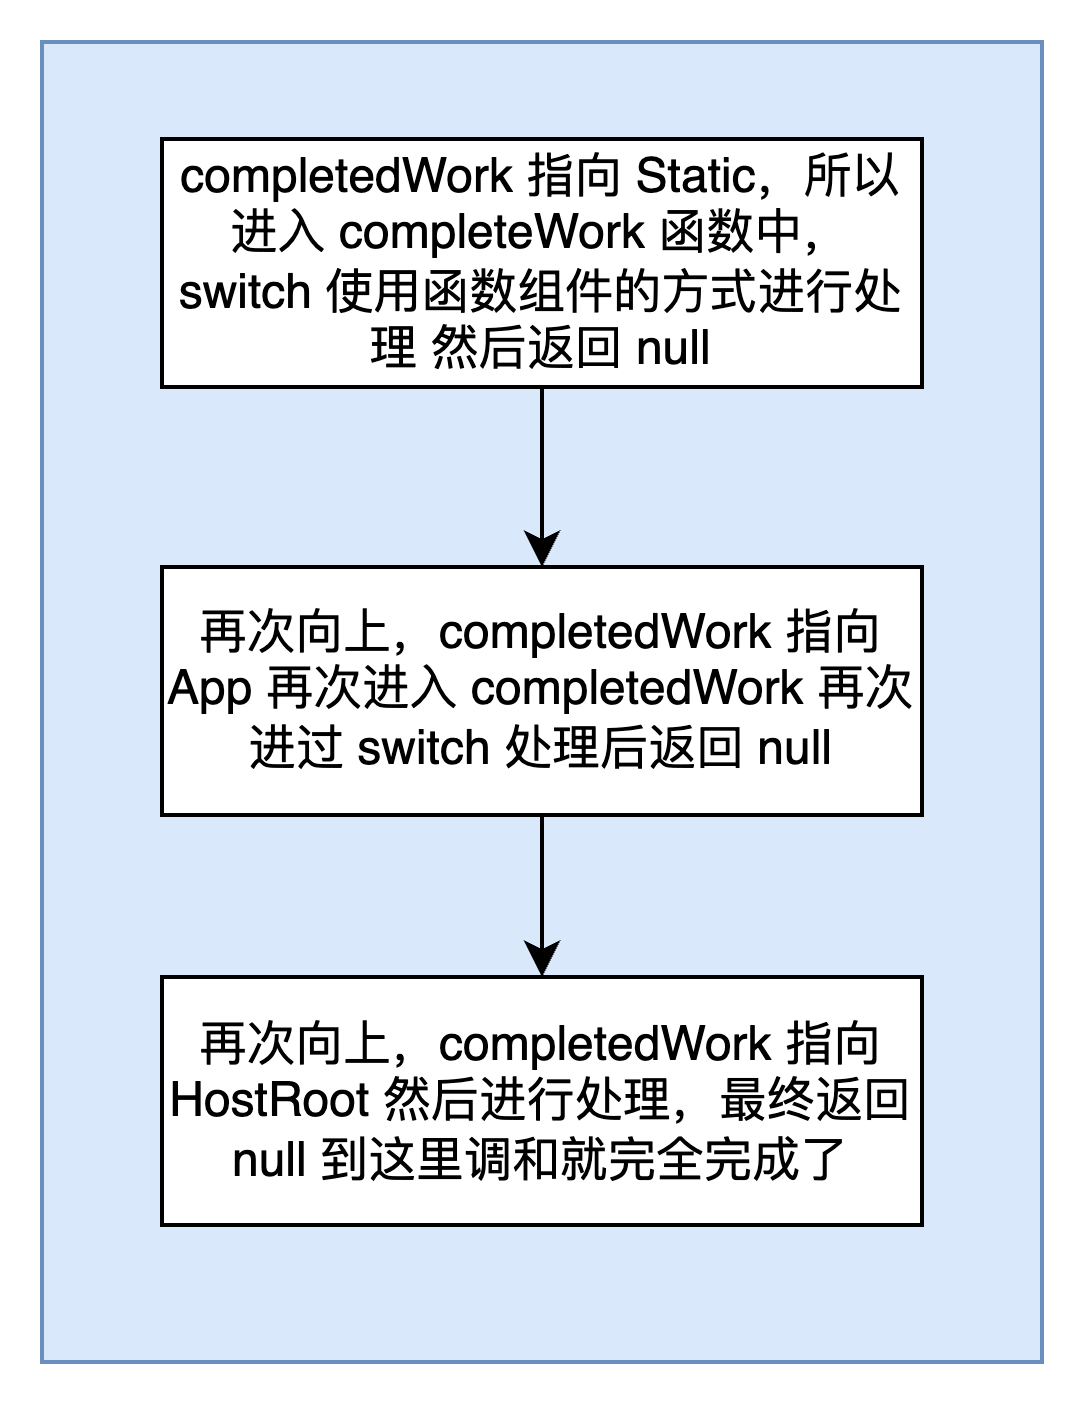 completedWork 指向 Static，所以
进入 completeWork 函数中，
switch 使用函数组件的方式进行处
理 然后返回 null
再次向上，completedWork 指向
App 再次进入 completedWork 再次
进过 switch 处理后返回 null
再次向上，completedWork 指向
HostRoot 然后进行处理，最终返回
null 到这里调和就完全完成了